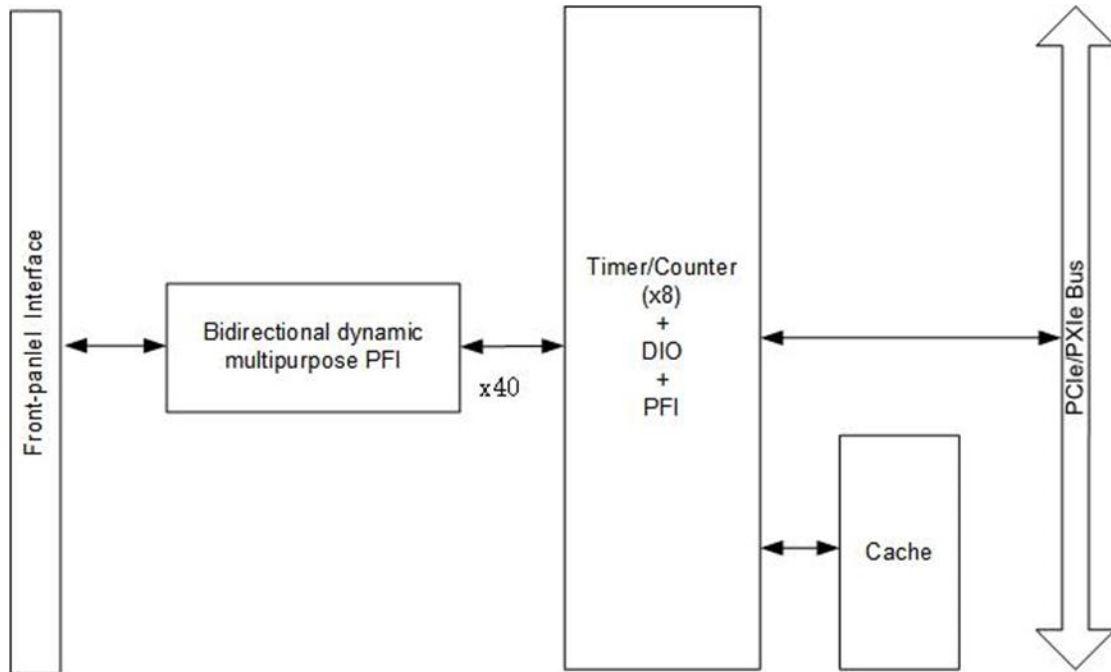 Front-panlel Interface
Bidirectional dynamic
multipurpose PFI
x40
Timer/Counter
(x8)
+
DIO
+
PFI
Cache
PCIe/PXIe Bus